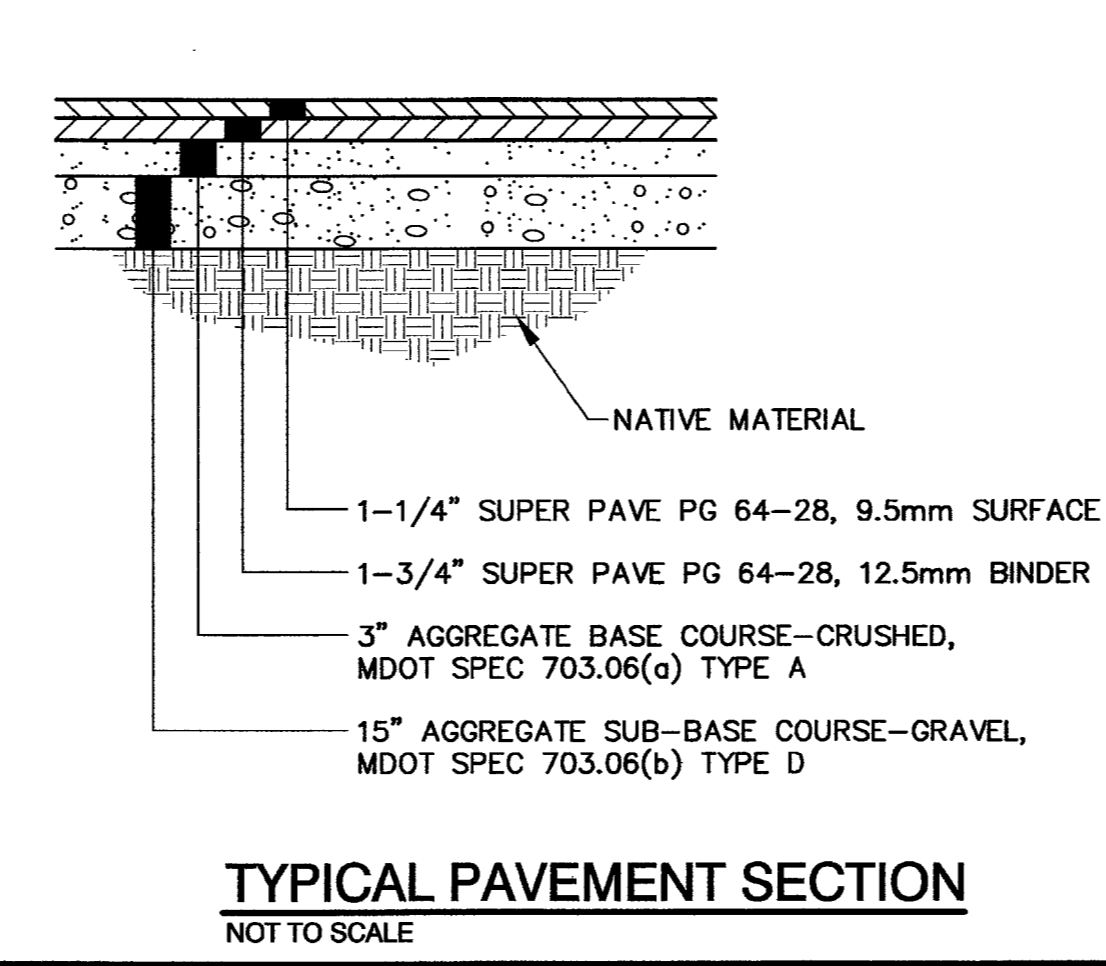 NATIVE MATERIAL
1-1/4" SUPER PAVE PG 64-28, 9.5mm SURFACE
1-3/4" SUPER PAVE PG 64-28, 12.5mm BINDER
3" AGGREGATE BASE COURSE-CRUSHED,
MDOT SPEC 703.06(a) TYPE A
15" AGGREGATE SUB-BASE COURSE-GRAVEL,
MDOT SPEC 703.06(b) TYPE D
TYPICAL PAVEMENT SECTION
NOT TO SCALE